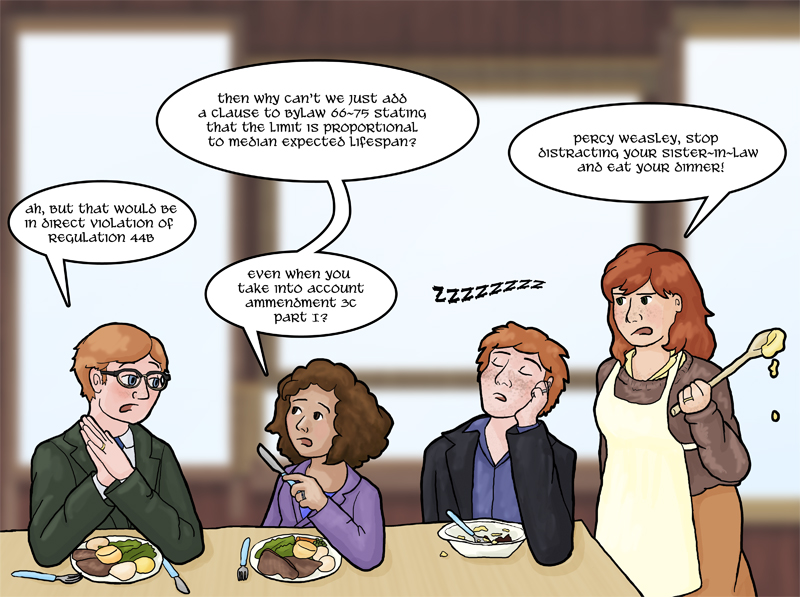 then why can't we just add
a clause to bylaw 66~75 stating
that the limit is proportional
to median expected lifespan?
percy weasley, stop
distracting your sister~in~law
and eat your dinner!
ah, but that would be
in direct violation of
regulation 44b
even when you
take into account
ammendment 3c
part I?
zzzzzzzzz